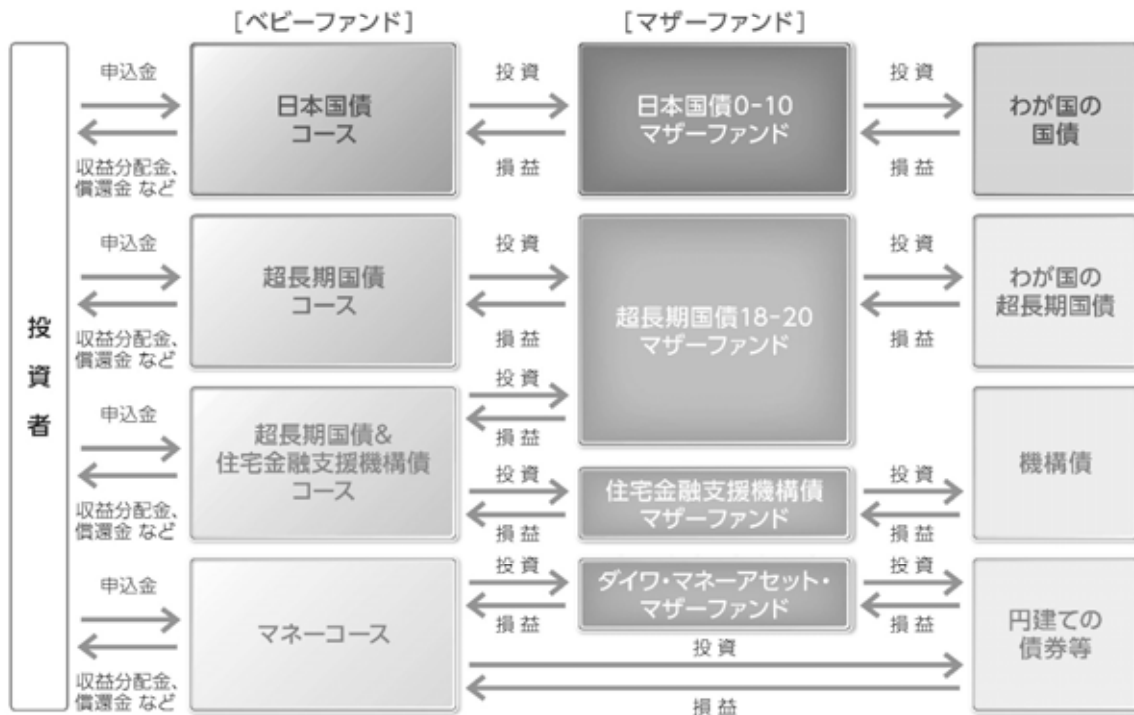 [ベビーファンド]
[マザーファンド]
投資者
申込金
収益分配金、
償還金 など
日本国債
コース
投 資
損 益
日本国債0-10
マザーファンド
投 資
損 益
わが国の
国債
申込金
収益分配金、
償還金 など
超長期国債
コース
投 資
損 益
超長期国債18-20
マザーファンド
投 資
損 益
わが国の
超長期国債
申込金
収益分配金、
償還金 など
超長期国債&
住宅金融支援機構債
コース
投 資
損 益
投 資
損 益
住宅金融支援機構債
マザーファンド
投 資
損 益
機構債
申込金
収益分配金、
償還金 など
マネーコース
投 資
損 益
ダイワ・マネーアセット・
マザーファンド
投 資
損 益
投 資
損 益
円建ての
債券等